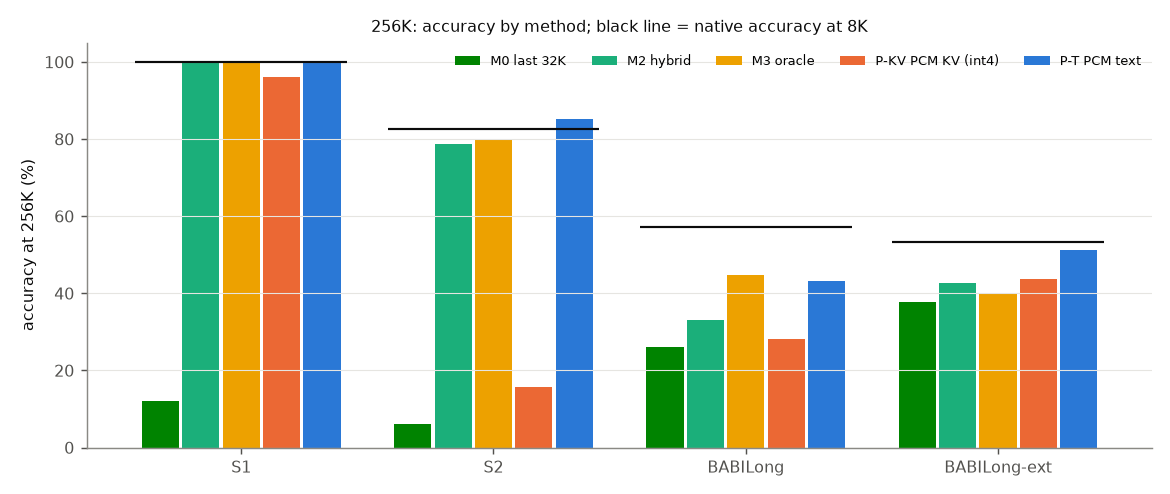 256K: accuracy by method; black line = native accuracy at 8K
M0 last 32K M2 hybrid M3 oracle P-KV PCM KV (int4) P-T PCM text
accuracy at 256K (%)
100
80
60
40
20
0
S1 S2 BABILong BABILong-ext